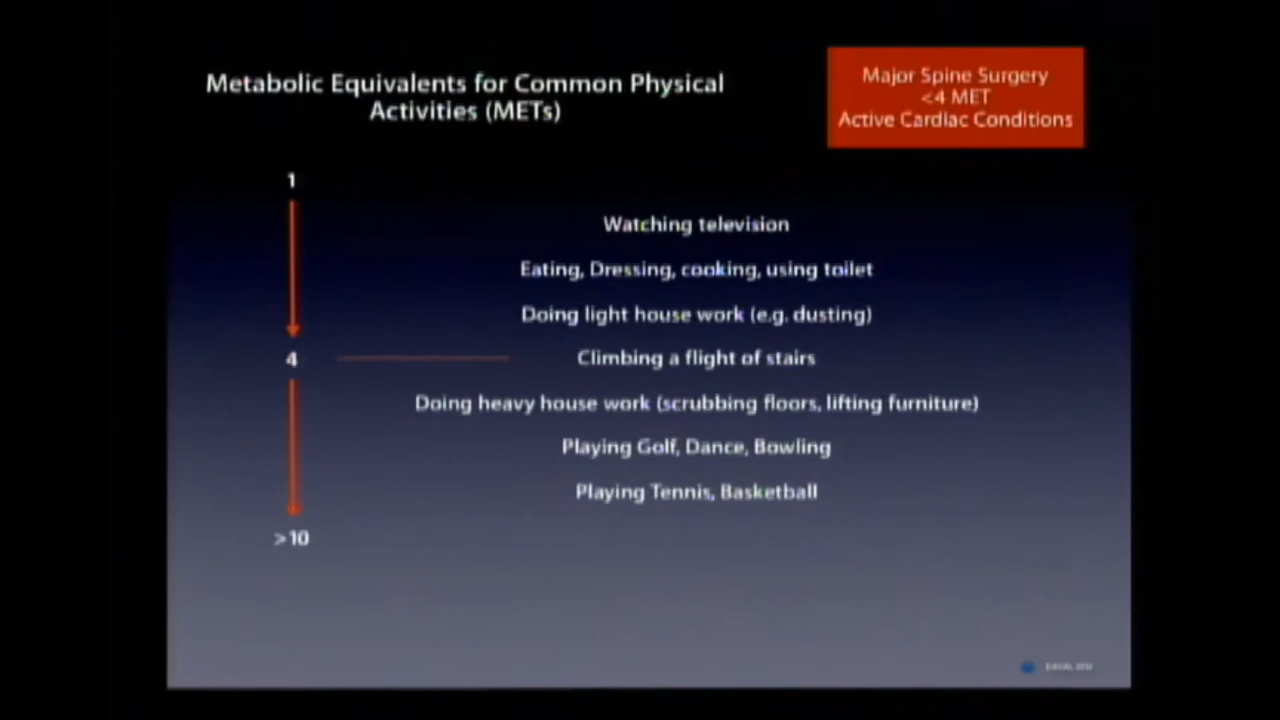 Metabolic Equivalents for Common Physical
Activities (METs)
Major Spine Surgery
<4 MET
Active Cardiac Conditions
1
Watching television
Eating, Dressing, cooking, using toilet
Doing light house work (e.g. dusting)
4
Climbing a flight of stairs
Doing heavy house work (scrubbing floors, lifting furniture)
Playing Golf, Dance, Bowling
Playing Tennis, Basketball
>10